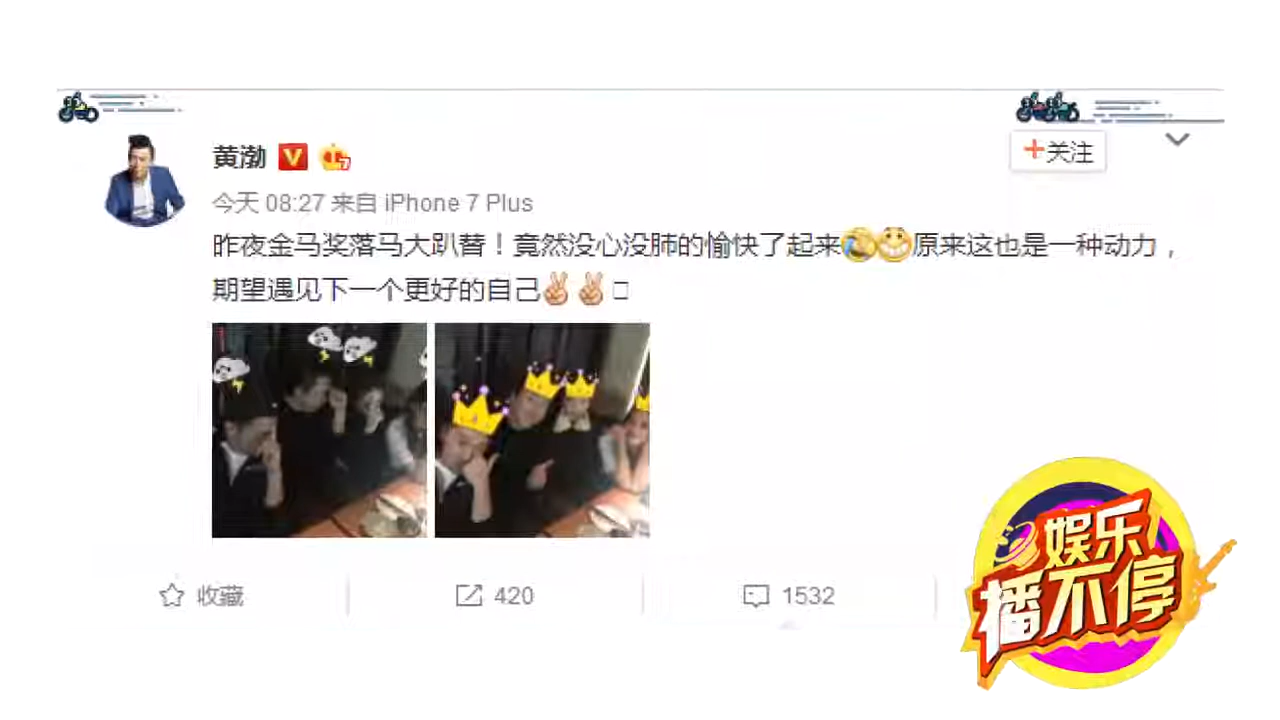 黄渤
+关注
今天 08:27 来自 iPhone 7 Plus
昨夜金马奖落马大趴替！竟然没心没肺的愉快了起来😂😁原来这也是一种动力，
期望遇见下一个更好的自己✌✌□
收藏
420
1532
娱乐
播不停